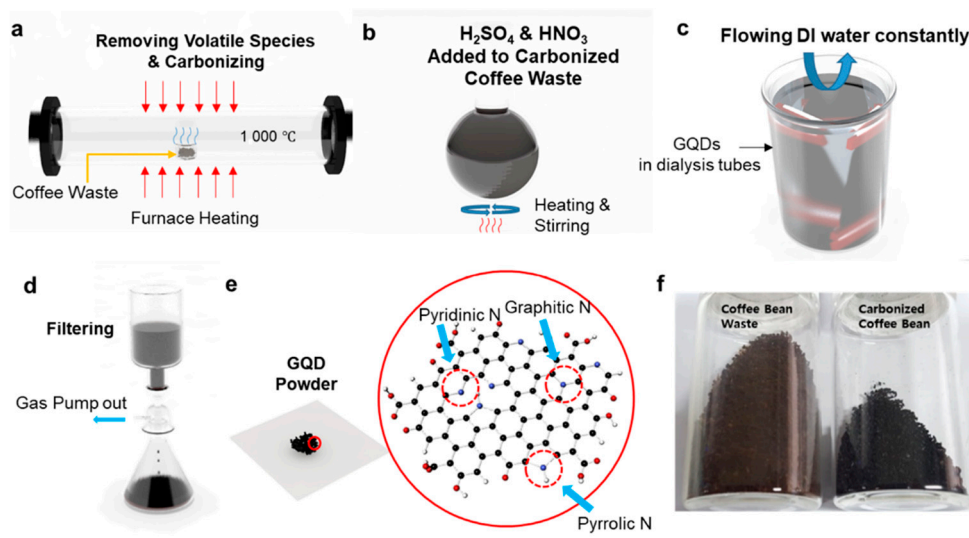 a
Removing Volatile Species
& Carbonizing
1 000 ℃
Coffee Waste
Furnace Heating
b
H₂SO₄ & HNO₃
Added to Carbonized
Coffee Waste
Heating &
Stirring
c
Flowing DI water constantly
GQDs
in dialysis tubes
d
Filtering
Gas Pump out
e
GQD
Powder
Pyridinic N
Graphitic N
Pyrrolic N
f
Coffee Bean
Waste
Carbonized
Coffee Bean